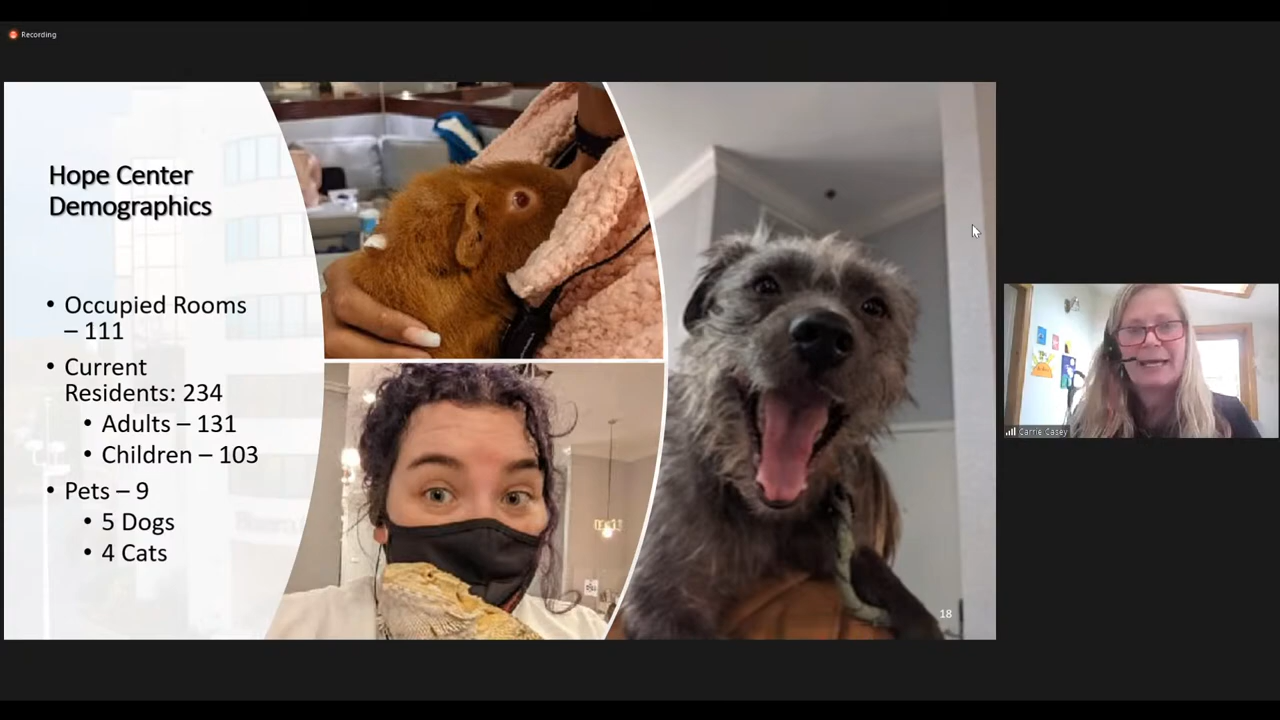 Recording
Hope Center
Demographics
• Occupied Rooms
– 111
• Current
Residents: 234
• Adults – 131
• Children – 103
• Pets – 9
• 5 Dogs
• 4 Cats
18
Carrie Casey